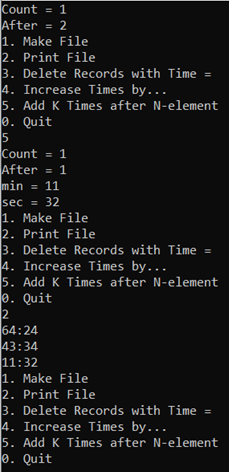 Count = 1
After = 2
1. Make File
2. Print File
3. Delete Records with Time =
4. Increase Times by...
5. Add K Times after N-element
0. Quit
5
Count = 1
After = 1
min = 11
sec = 32
1. Make File
2. Print File
3. Delete Records with Time =
4. Increase Times by...
5. Add K Times after N-element
0. Quit
2
64:24
43:34
11:32
1. Make File
2. Print File
3. Delete Records with Time =
4. Increase Times by...
5. Add K Times after N-element
0. Quit